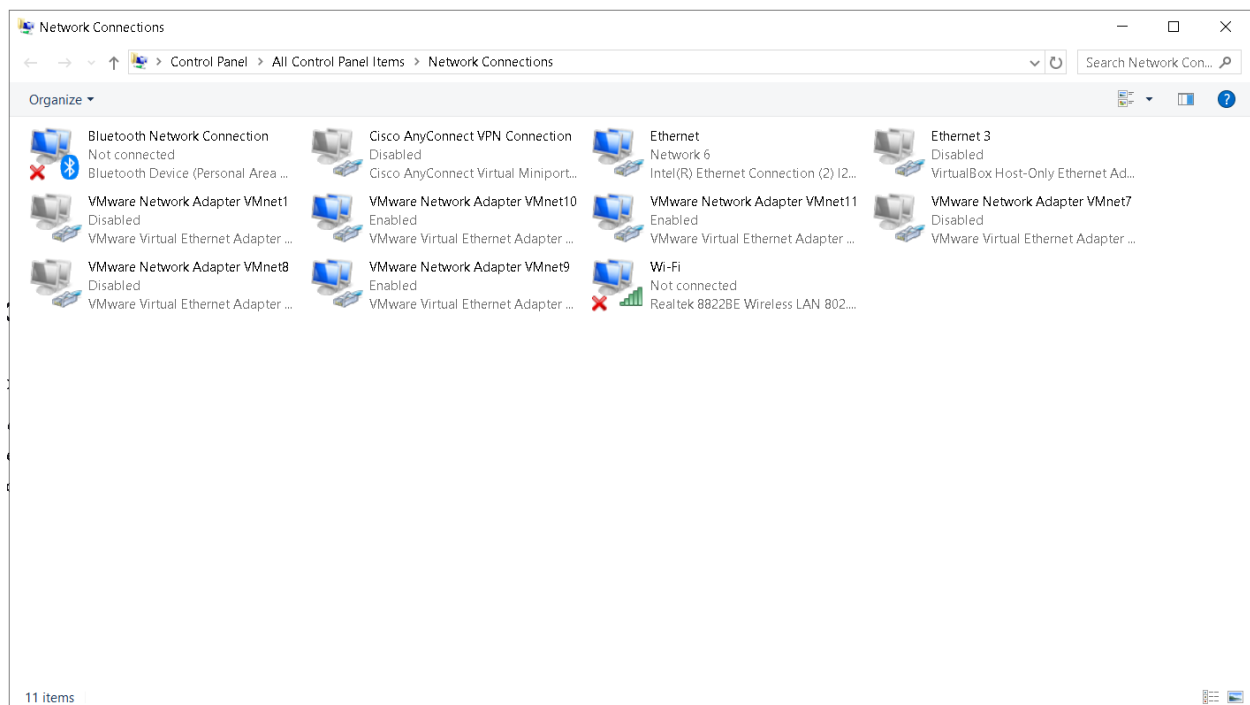 Network Connections
Control Panel > All Control Panel Items > Network Connections
Search Network Con...
Organize
Bluetooth Network Connection
Not connected
Bluetooth Device (Personal Area ...
Cisco AnyConnect VPN Connection
Disabled
Cisco AnyConnect Virtual Miniport...
Ethernet
Network 6
Intel(R) Ethernet Connection (2) I2...
Ethernet 3
Disabled
VirtualBox Host-Only Ethernet Ad...
VMware Network Adapter VMnet1
Disabled
VMware Virtual Ethernet Adapter ...
VMware Network Adapter VMnet10
Enabled
VMware Virtual Ethernet Adapter ...
VMware Network Adapter VMnet11
Enabled
VMware Virtual Ethernet Adapter ...
VMware Network Adapter VMnet7
Disabled
VMware Virtual Ethernet Adapter ...
VMware Network Adapter VMnet8
Disabled
VMware Virtual Ethernet Adapter ...
VMware Network Adapter VMnet9
Enabled
VMware Virtual Ethernet Adapter ...
Wi-Fi
Not connected
Realtek 8822BE Wireless LAN 802....
11 items